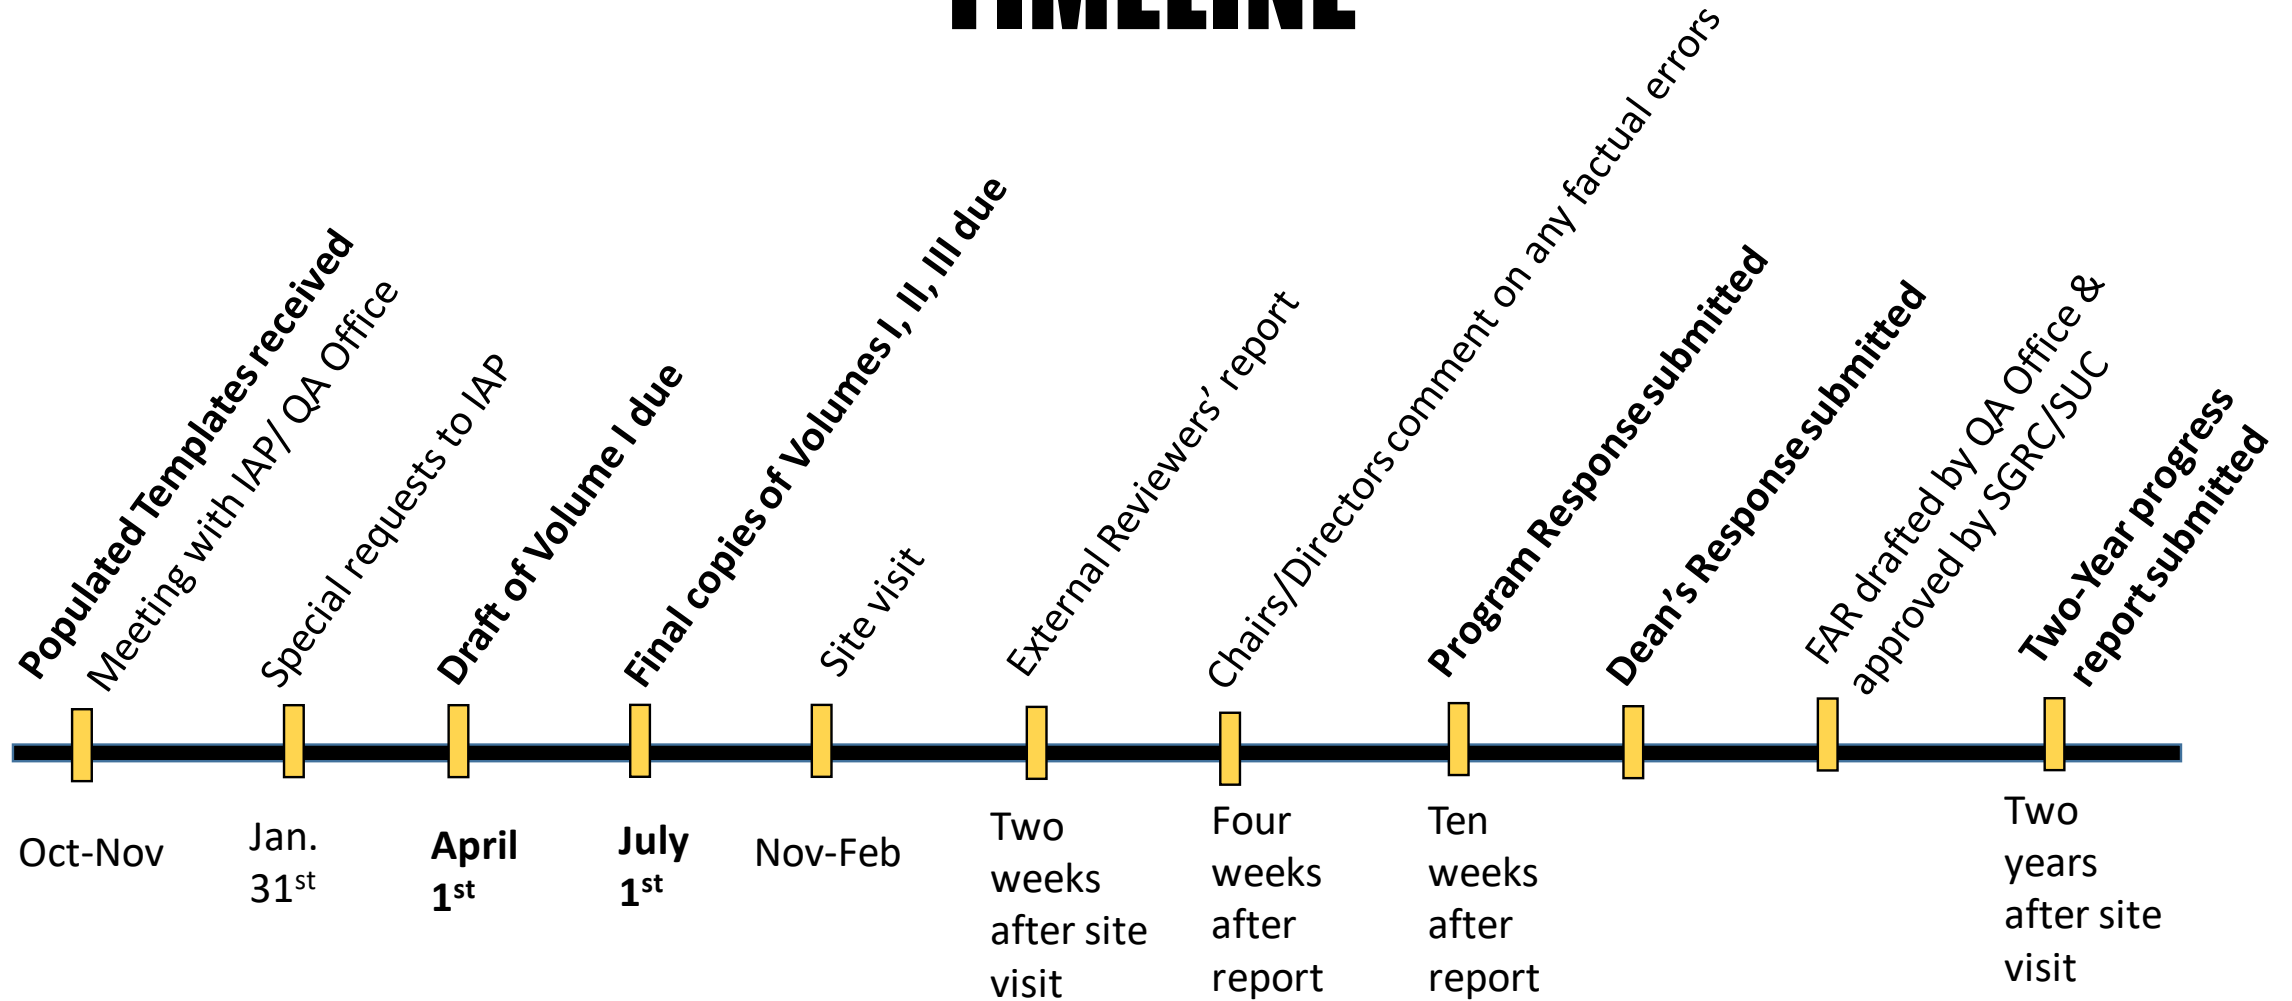 TIMELINE
Populated Templates received
Meeting with IAP/ QA Office
Special requests to IAP
Draft of Volume I due
Final copies of Volumes I, II, III due
Site visit
External Reviewers’ report
Chairs/Directors comment on any factual errors
Program Response submitted
Dean’s Response submitted
FAR drafted by QA Office &
approved by SGRC/SUC
Two-Year progress
report submitted
Oct-Nov
Jan.
31st
April
1st
July
1st
Nov-Feb
Two
weeks
after site
visit
Four
weeks
after
report
Ten
weeks
after
report
Two
years
after site
visit